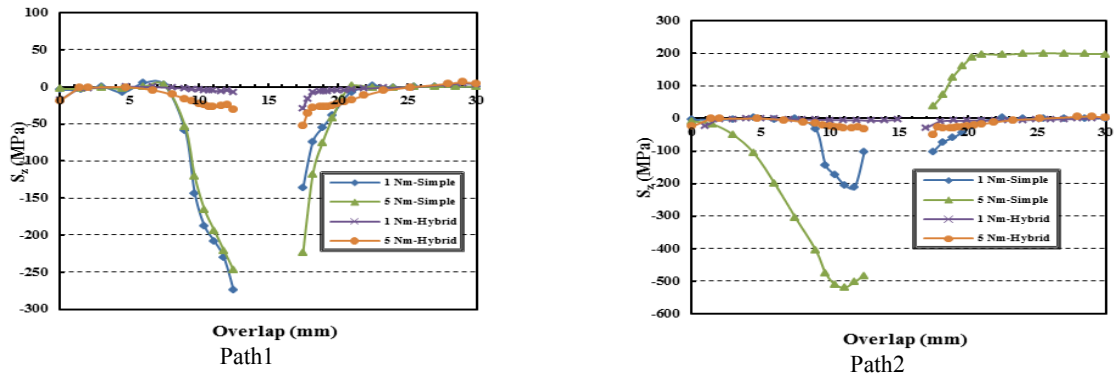 100
50
0
-50
-100
-150
-200
-250
-300
0
5
10
15
20
25
30
Sz (MPa)
1 Nm-Simple
5 Nm-Simple
1 Nm-Hybrid
5 Nm-Hybrid
Overlap (mm)
Path1
300
200
100
0
-100
-200
-300
-400
-500
-600
0
5
10
15
20
25
30
Sz (MPa)
1 Nm-Simple
5 Nm-Simple
1 Nm-Hybrid
5 Nm-Hybrid
Overlap (mm)
Path2